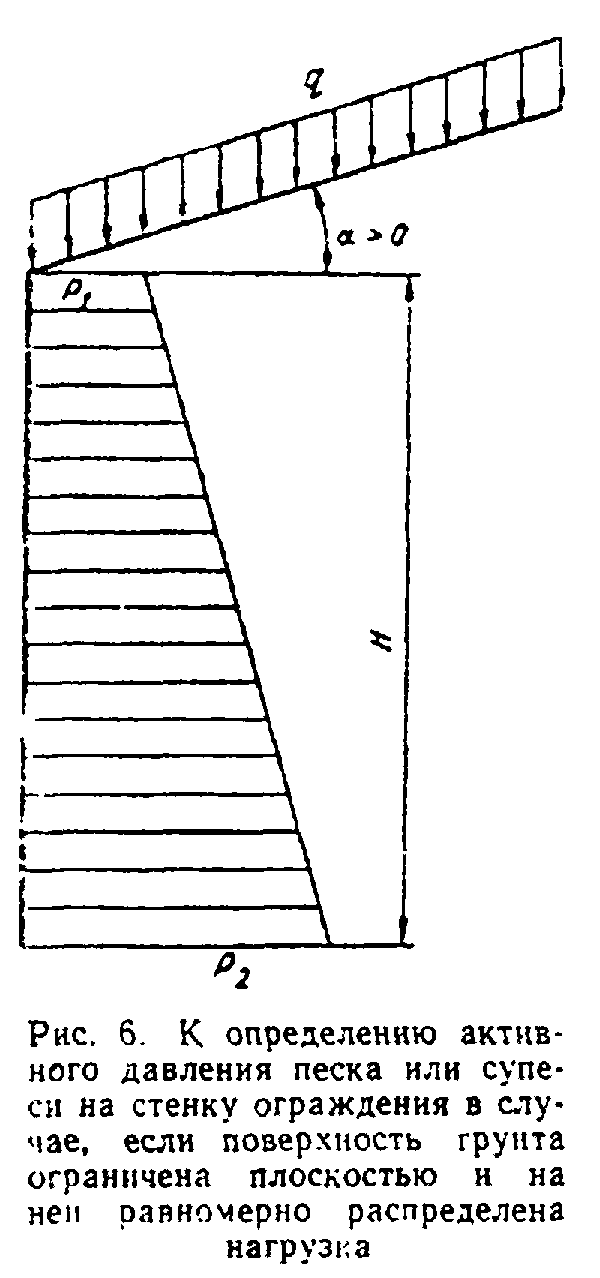 q
α > 0
P₁
H
P₂
Рис. 6. К определению актив-
ного давления песка или супе-
си на стенку ограждения в слу-
чае, если поверхность грунта
ограничена плоскостью и на
ней равномерно распределена
нагрузка